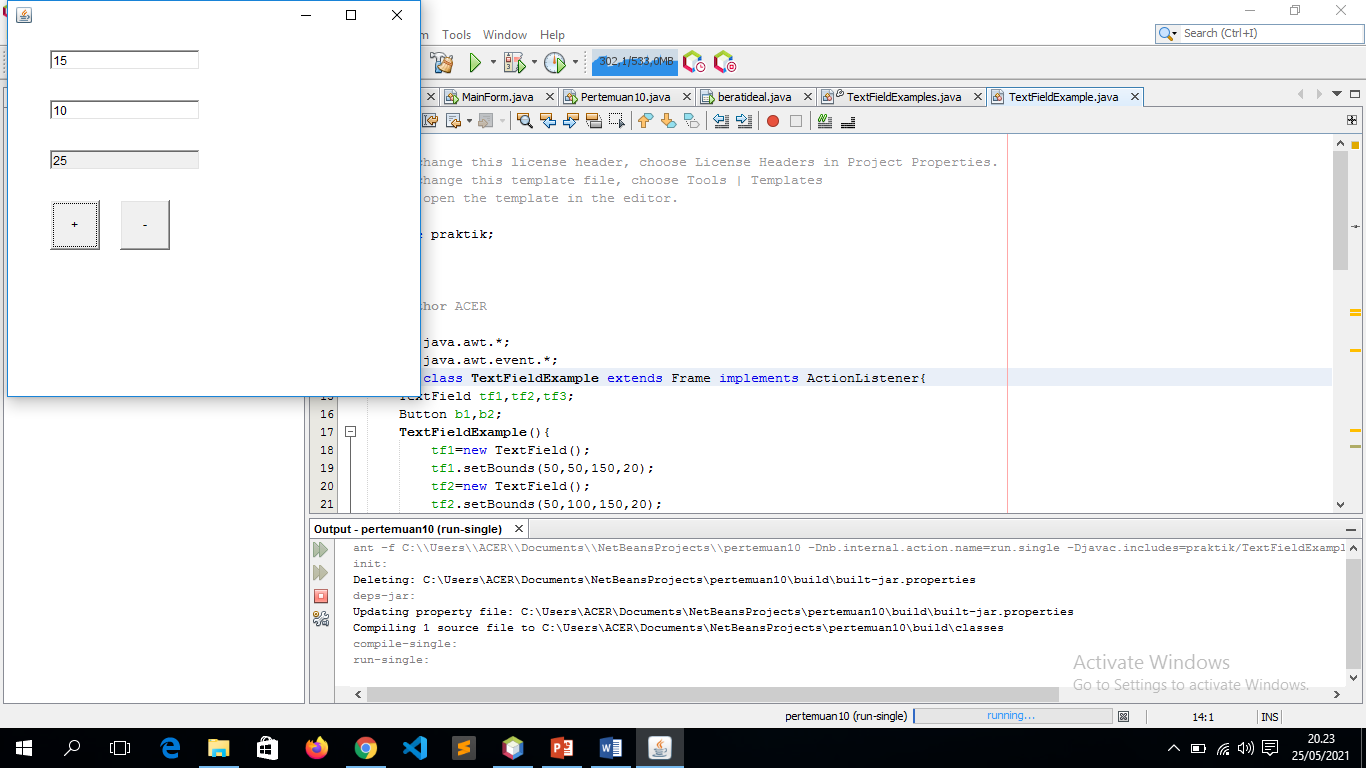 15
10
25
+ -
m Tools Window Help
Search (Ctrl+I)
302,1/533,0MB
MainForm.java Pertemuan10.java beratideal.java TextFieldExamples.java TextFieldExample.java
change this license header, choose License Headers in Project Properties.
change this template file, choose Tools | Templates
open the template in the editor.
praktik;
ACER
java.awt.*;
java.awt.event.*;
class TextFieldExample extends Frame implements ActionListener{
TextField tf1,tf2,tf3;
16 Button b1,b2;
17 TextFieldExample(){
18 tf1=new TextField();
19 tf1.setBounds(50,50,150,20);
20 tf2=new TextField();
21 tf2.setBounds(50,100,150,20);
Output - pertemuan10 (run-single)
ant -f C:\\Users\\ACER\\Documents\\NetBeansProjects\\pertemuan10 -Dnb.internal.action.name=run.single -Djavac.includes=praktik/TextFieldExampl
init:
Deleting: C:\Users\ACER\Documents\NetBeansProjects\pertemuan10\build\built-jar.properties
deps-jar:
Updating property file: C:\Users\ACER\Documents\NetBeansProjects\pertemuan10\build\built-jar.properties
Compiling 1 source file to C:\Users\ACER\Documents\NetBeansProjects\pertemuan10\build\classes
compile-single:
run-single:
Activate Windows
Go to Settings to activate Windows.
pertemuan10 (run-single) running... 14:1 INS
20.23
25/05/2021